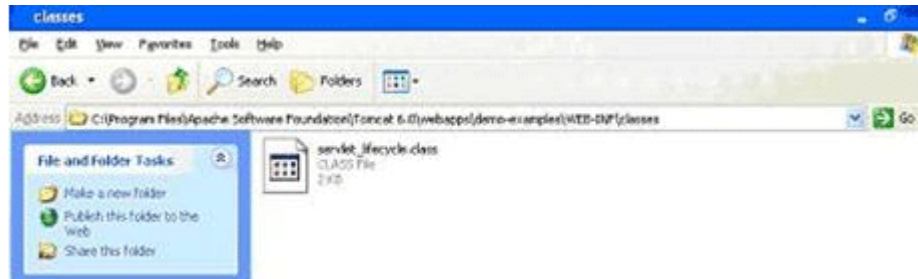 classes
File Edit View Favorites Tools Help
Back Search Folders
Address C:\Program Files\Apache Software Foundation\Tomcat 6.0\webapps\demo-examples\WEB-INF\classes Go
File and Folder Tasks
Make a new folder
Publish this folder to the
Web
Share this folder
servlet_lifecycle.class
CLASS File
2 KB